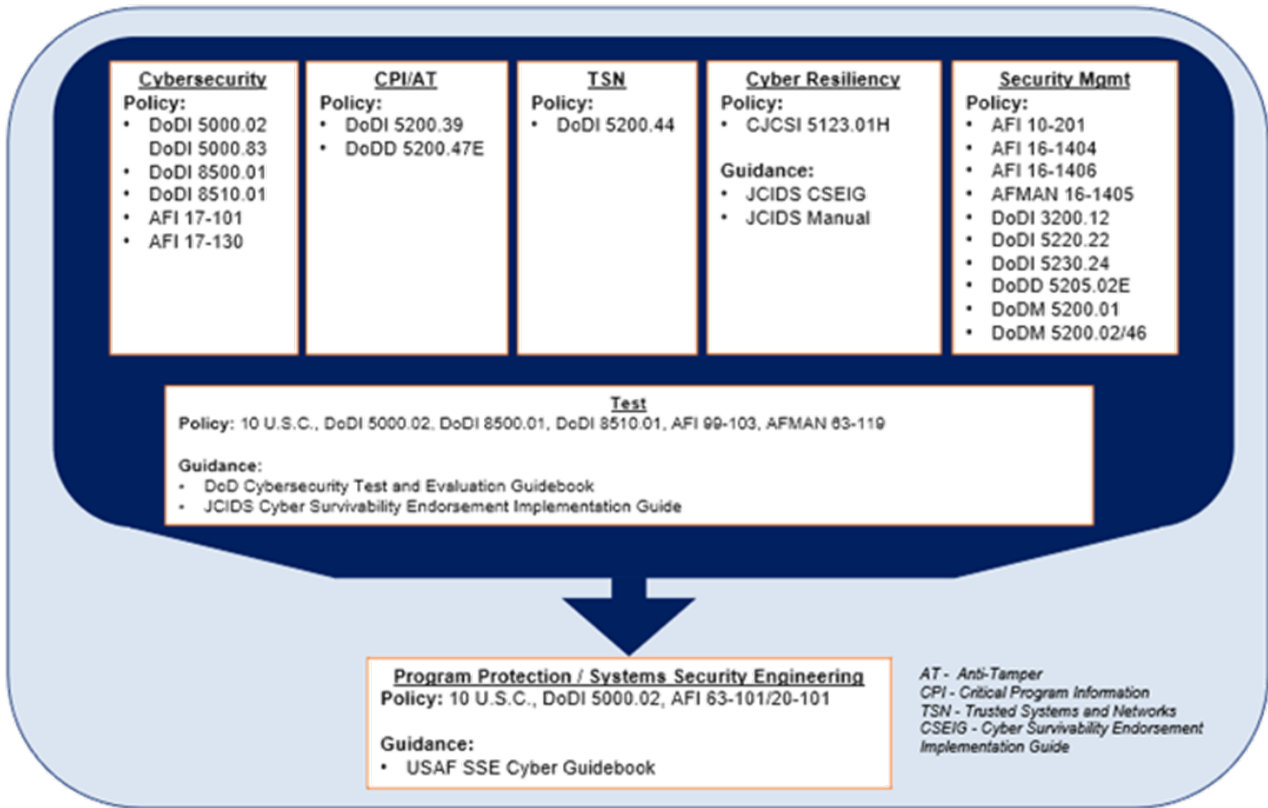 Cybersecurity
Policy:
• DoDI 5000.02
DoDI 5000.83
• DoDI 8500.01
• DoDI 8510.01
• AFI 17-101
• AFI 17-130
CPI/AT
Policy:
• DoDI 5200.39
• DoDD 5200.47E
TSN
Policy:
• DoDI 5200.44
Cyber Resiliency
Policy:
• CJCSI 5123.01H
Guidance:
• JCIDS CSEIG
• JCIDS Manual
Security Mgmt
Policy:
• AFI 10-201
• AFI 16-1404
• AFI 16-1406
• AFMAN 16-1405
• DoDI 3200.12
• DoDI 5220.22
• DoDI 5230.24
• DoDD 5205.02E
• DoDM 5200.01
• DoDM 5200.02/46
Test
Policy: 10 U.S.C., DoDI 5000.02, DoDI 8500.01, DoDI 8510.01, AFI 99-103, AFMAN 63-119
Guidance:
• DoD Cybersecurity Test and Evaluation Guidebook
• JCIDS Cyber Survivability Endorsement Implementation Guide
Program Protection / Systems Security Engineering
Policy: 10 U.S.C., DoDI 5000.02, AFI 63-101/20-101
Guidance:
• USAF SSE Cyber Guidebook
AT - Anti-Tamper
CPI - Critical Program Information
TSN - Trusted Systems and Networks
CSEIG - Cyber Survivability Endorsement
Implementation Guide